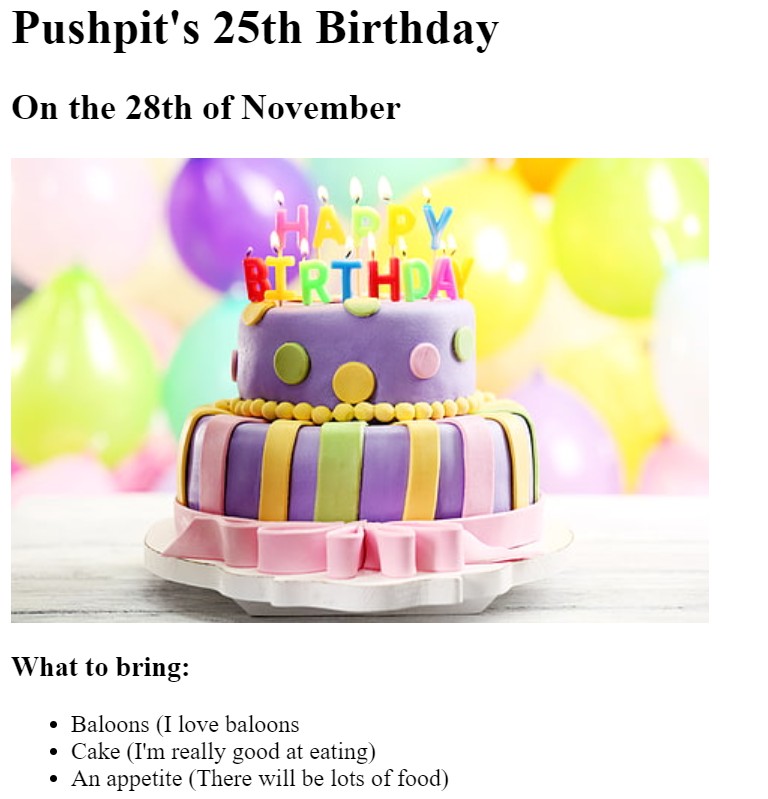 Pushpit's 25th Birthday
On the 28th of November
HAPPY
BIRTHDAY
What to bring:
Baloons (I love baloons
Cake (I'm really good at eating)
An appetite (There will be lots of food)